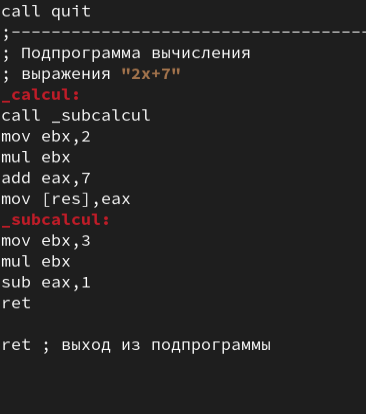 call quit
;------------------------------------
; Подпрограмма вычисления
; выражения "2x+7"
_calcul:
call _subcalcul
mov ebx,2
mul ebx
add eax,7
mov [res],eax
_subcalcul:
mov ebx,3
mul ebx
sub eax,1
ret
ret ; выход из подпрограммы